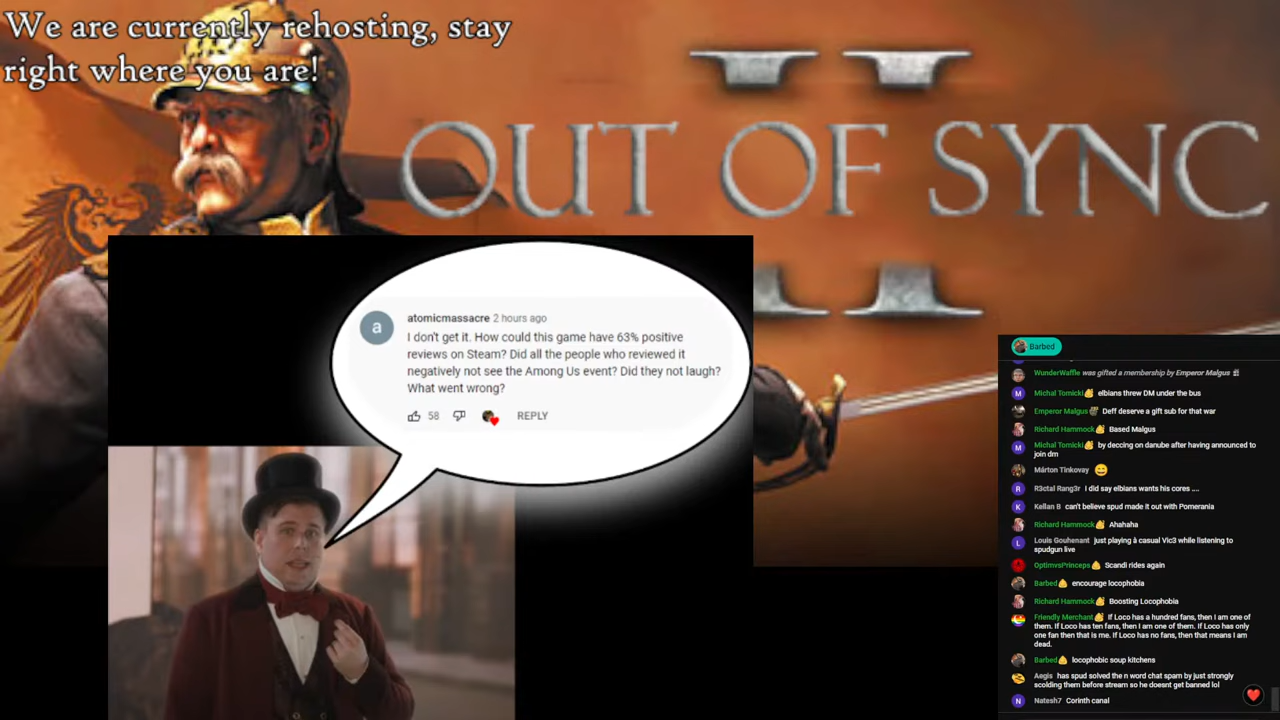 We are currently rehosting, stay
right where you are!
II
OUT OF SYNC
a
atomicmassacre 2 hours ago
I don't get it. How could this game have 63% positive
reviews on Steam? Did all the people who reviewed it
negatively not see the Among Us event? Did they not laugh?
What went wrong?
58
REPLY
Barbed
WunderWaffle was gifted a membership by Emperor Malgus
M Michal Tomicki elbians threw DM under the bus
Emperor Malgus Deff deserve a gift sub for that war
Richard Hammock Based Malgus
M Michal Tomicki by deccing on danube after having announced to
join dm
Márton Tinkovay 😄
R R3ctal Rang3r I did say elbians wants his cores ....
K Kellan B can't believe spud made it out with Pomerania
Richard Hammock Ahahaha
L Louis Gouhenant just playing à casual Vic3 while listening to
spudgun live
OptimvsPrinceps Scandi rides again
Barbed encourage locophobia
Richard Hammock Boosting Locophobia
Friendly Merchant If Loco has a hundred fans, then I am one of
them. If Loco has ten fans, then I am one of them. If Loco has only
one fan then that is me. If Loco has no fans, then that means I am
dead.
Barbed locophobic soup kitchens
Aegis has spud solved the n word chat spam by just strongly
scolding them before stream so he doesnt get banned lol
N Natesh7 Corinth canal